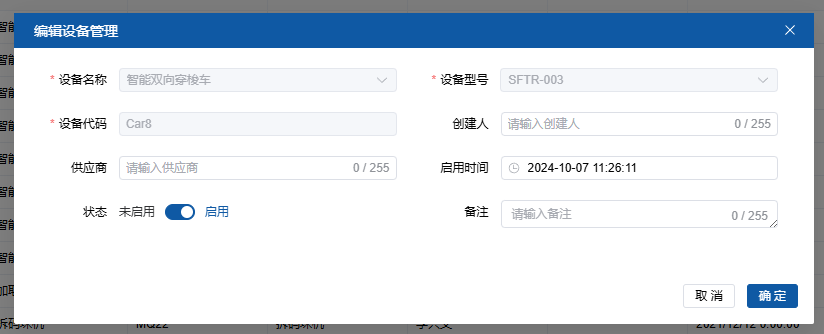 编辑设备管理
* 设备名称 智能双向穿梭车
* 设备型号 SFTR-003
* 设备代码 Car8
创建人 请输入创建人 0 / 255
供应商 请输入供应商 0 / 255
启用时间 2024-10-07 11:26:11
状态 未启用 启用
备注 请输入备注 0 / 255
取消 确定